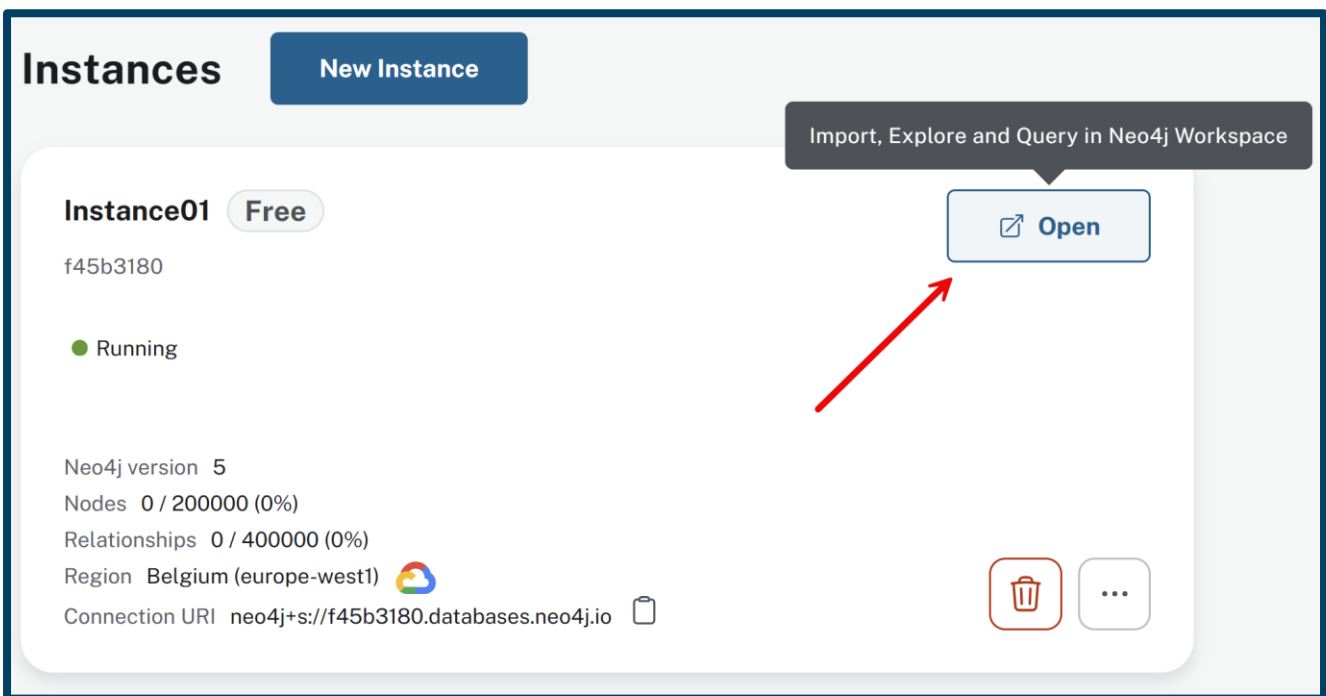 Instances
New Instance
Import, Explore and Query in Neo4j Workspace
Instance01 Free
Open
f45b3180
Running
Neo4j version 5
Nodes 0 / 200000 (0%)
Relationships 0 / 400000 (0%)
Region Belgium (europe-west1)
Connection URI neo4j+s://f45b3180.databases.neo4j.io